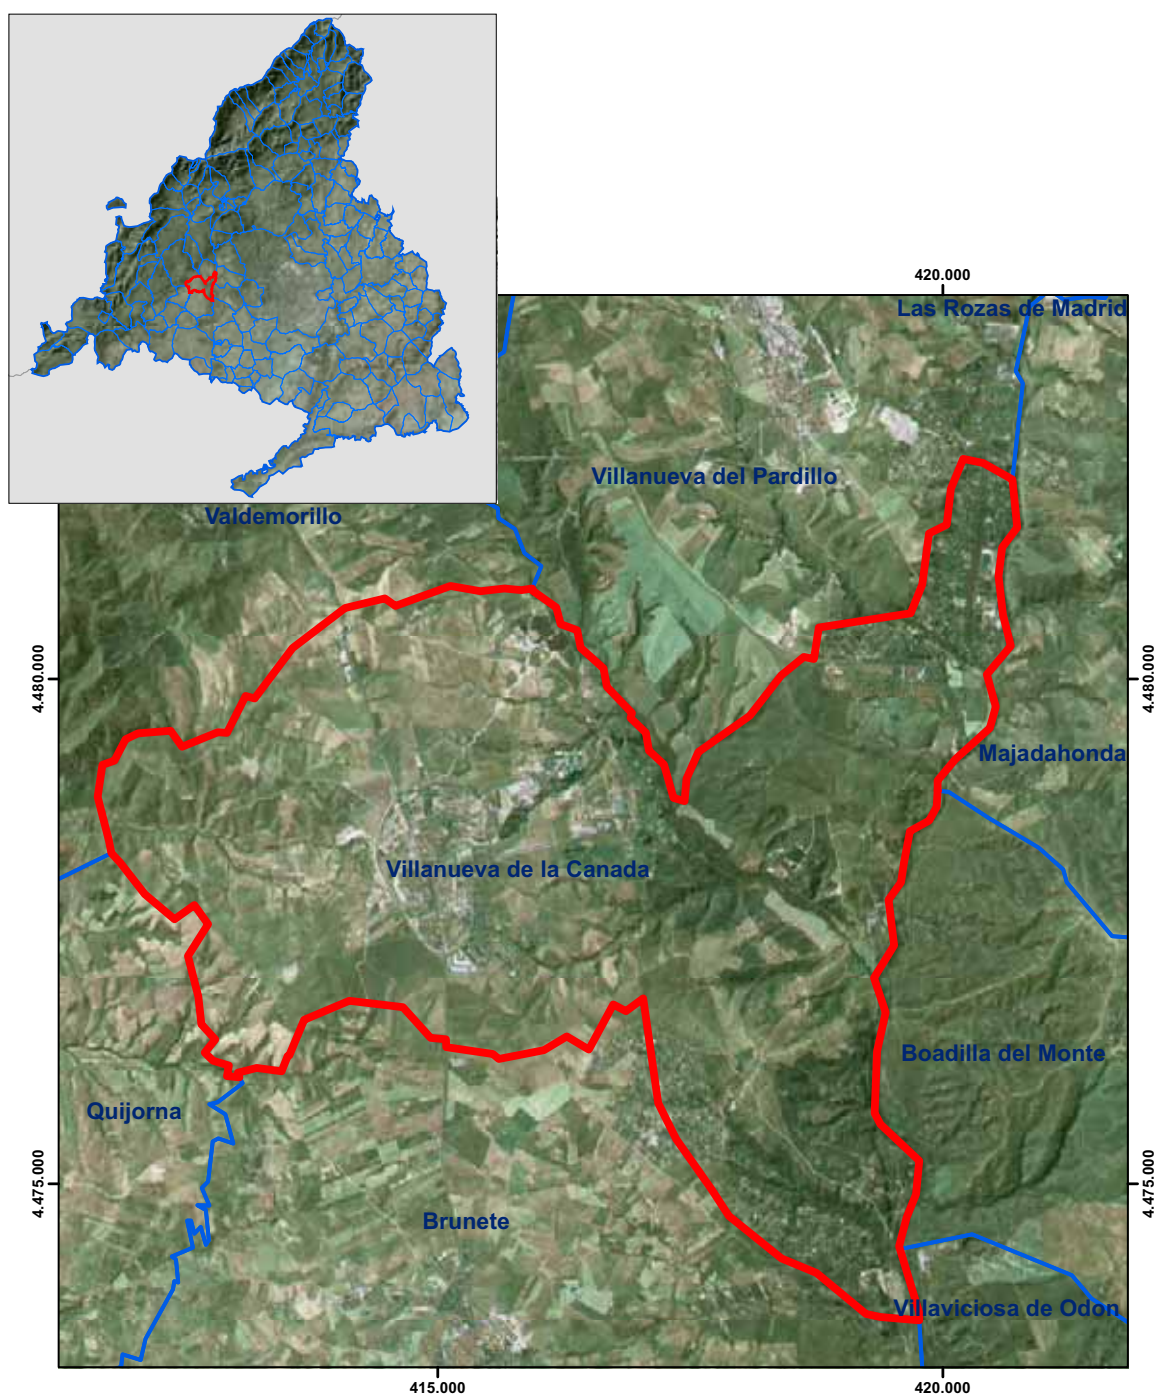 420.000
Las Rozas de Madrid
Villanueva del Pardillo
Valdemorillo
4.480.000
4.480.000
Majadahonda
Villanueva de la Canada
Boadilla del Monte
Quijorna
4.475.000
4.475.000
Brunete
Villaviciosa de Odon
415.000
420.000